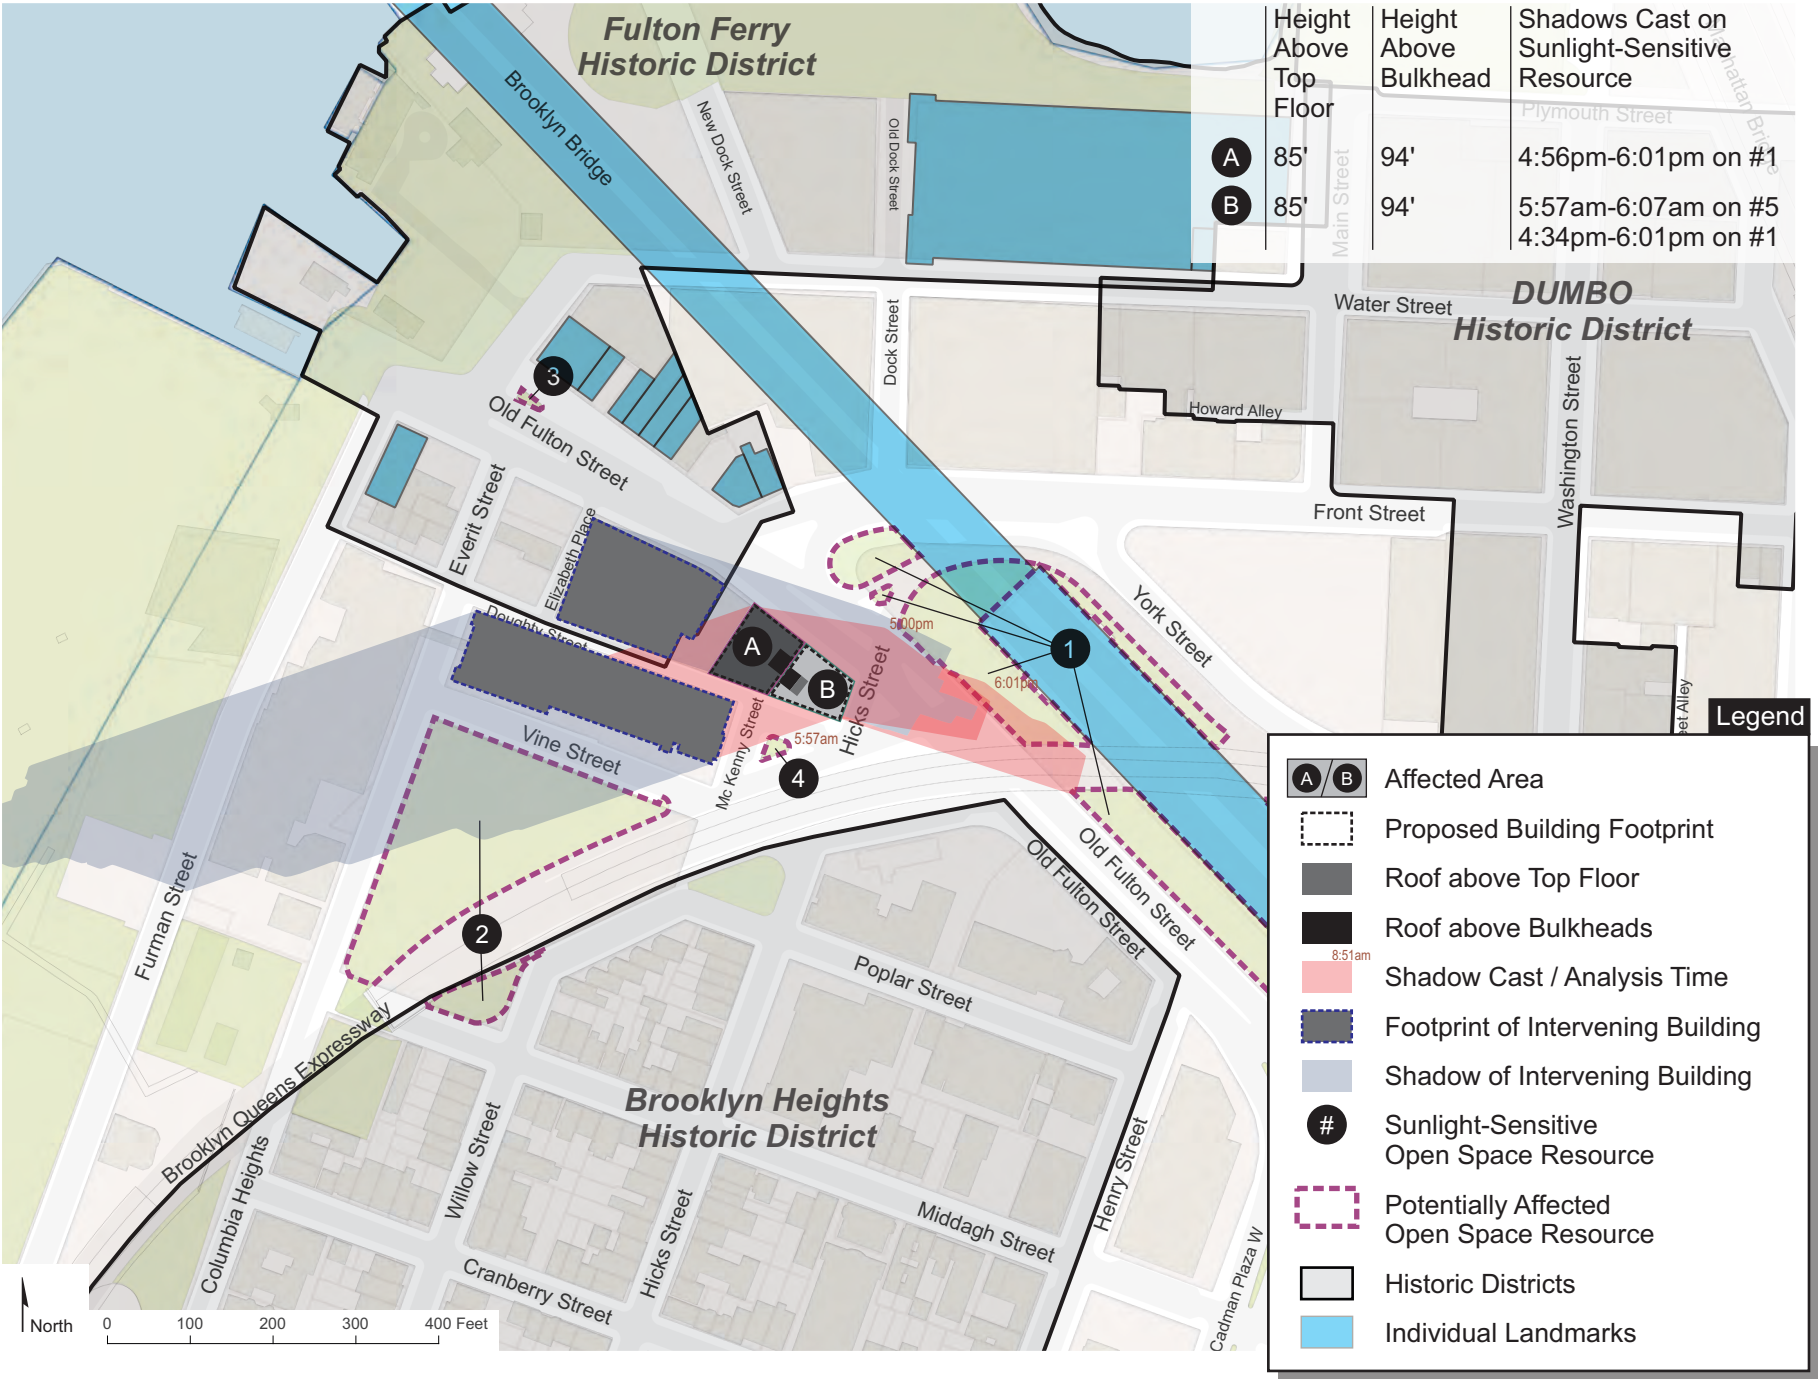 Fulton Ferry
Historic District
Height
Above
Top
Floor
Height
Above
Bulkhead
Shadows Cast on
Sunlight-Sensitive
Resource
A
85'
94'
4:56pm-6:01pm on #1
B
85'
94'
5:57am-6:07am on #5
4:34pm-6:01pm on #1
Manhattan Bridge
Plymouth Street
Main Street
Brooklyn Bridge
New Dock Street
Old Dock Street
Water Street
DUMBO
Historic District
Dock Street
Washington Street
Howard Alley
3
Old Fulton Street
Everit Street
Elizabeth Place
Front Street
Doughty Street
York Street
5:00pm
A
B
1
6:01pm
Hicks Street
Mc Kenny Street
5:57am
4
Vine Street
Furman Street
2
Old Fulton Street
Old Fulton Street
Poplar Street
Brooklyn Queens Expressway
Brooklyn Heights
Historic District
Columbia Heights
Willow Street
Hicks Street
Middagh Street
Henry Street
Cranberry Street
Cadman Plaza W
North
0 100 200 300 400 Feet
Legend
A / B Affected Area
Proposed Building Footprint
Roof above Top Floor
Roof above Bulkheads
8:51am
Shadow Cast / Analysis Time
Footprint of Intervening Building
Shadow of Intervening Building
# Sunlight-Sensitive
Open Space Resource
Potentially Affected
Open Space Resource
Historic Districts
Individual Landmarks